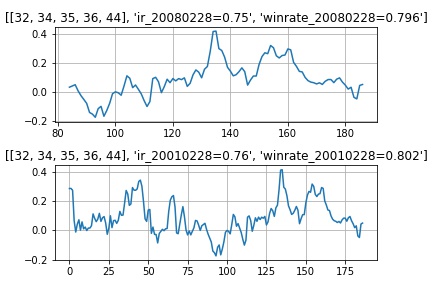 [[32, 34, 35, 36, 44], 'ir_20080228=0.75', 'winrate_20080228=0.796']
0.4
0.2
0.0
−0.2
80 100 120 140 160 180
[[32, 34, 35, 36, 44], 'ir_20010228=0.76', 'winrate_20010228=0.802']
0.4
0.2
0.0
−0.2
0 25 50 75 100 125 150 175